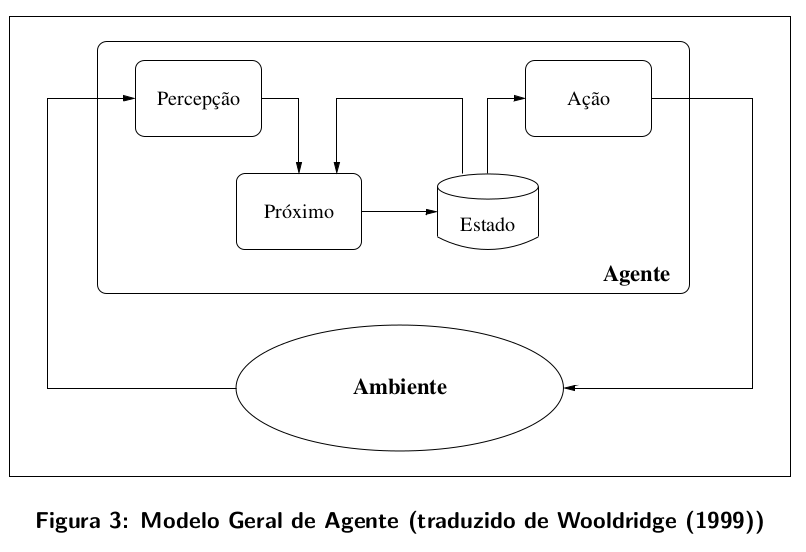 Percepção
Ação
Próximo
Estado
Agente
Ambiente
Figura 3: Modelo Geral de Agente (traduzido de Wooldridge (1999))